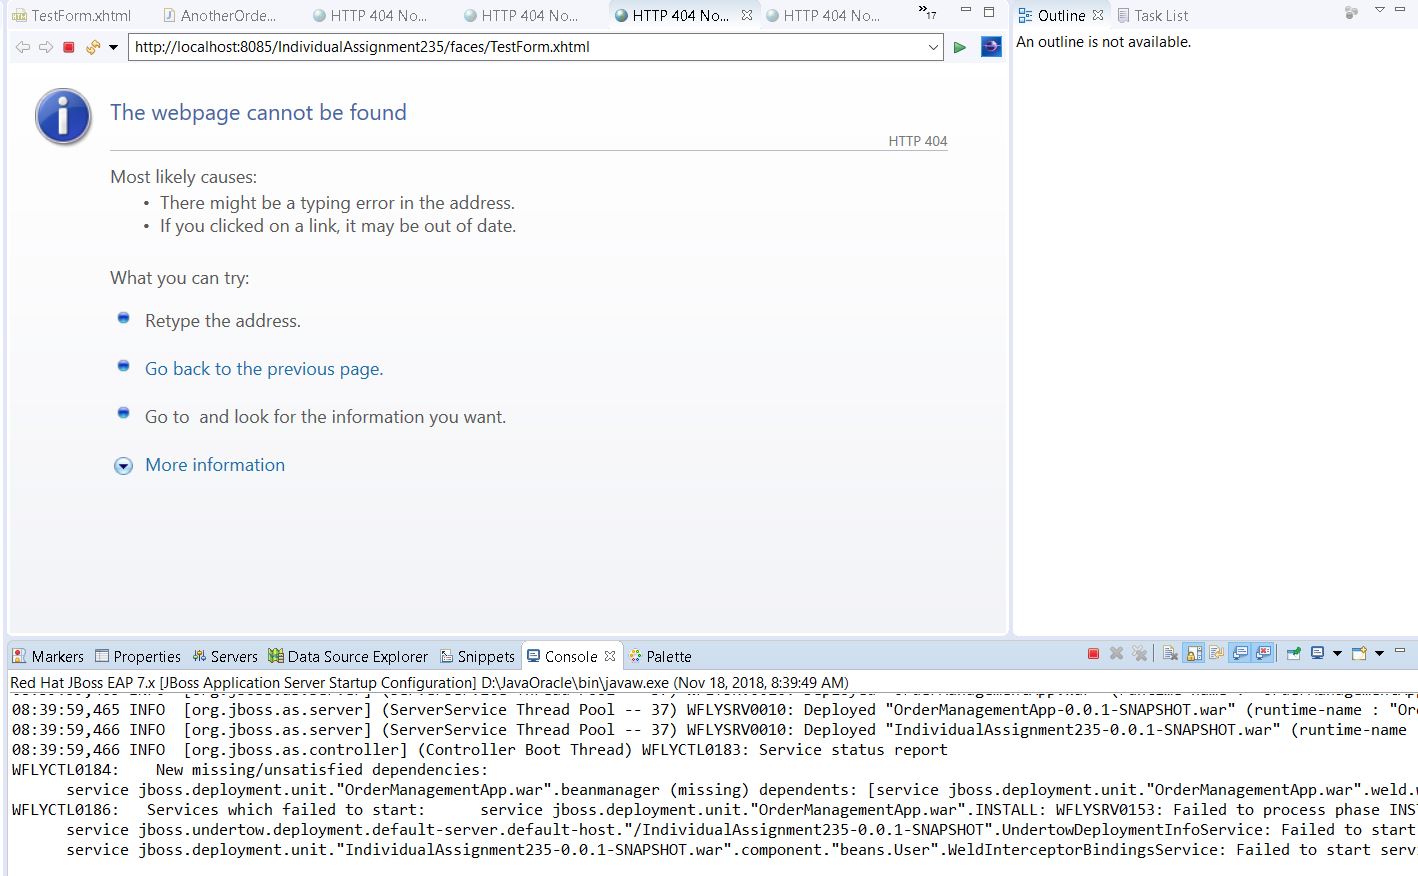 TestForm.xhtml
AnotherOrde...
HTTP 404 No...
HTTP 404 No...
HTTP 404 No...
HTTP 404 No...
17
Outline
Task List
http://localhost:8085/IndividualAssignment235/faces/TestForm.xhtml
An outline is not available.
The webpage cannot be found
HTTP 404
Most likely causes:
• There might be a typing error in the address.
• If you clicked on a link, it may be out of date.
What you can try:
Retype the address.
Go back to the previous page.
Go to  and look for the information you want.
More information
Markers
Properties
Servers
Data Source Explorer
Snippets
Console
Palette
Red Hat JBoss EAP 7.x [JBoss Application Server Startup Configuration] D:\JavaOracle\bin\javaw.exe (Nov 18, 2018, 8:39:49 AM)
08:39:59,465 INFO  [org.jboss.as.server] (ServerService Thread Pool -- 37) WFLYSRV0010: Deployed "OrderManagementApp-0.0.1-SNAPSHOT.war" (runtime-name : "Or
08:39:59,466 INFO  [org.jboss.as.server] (ServerService Thread Pool -- 37) WFLYSRV0010: Deployed "IndividualAssignment235-0.0.1-SNAPSHOT.war" (runtime-name
08:39:59,466 INFO  [org.jboss.as.controller] (Controller Boot Thread) WFLYCTL0183: Service status report
WFLYCTL0184:    New missing/unsatisfied dependencies:
      service jboss.deployment.unit."OrderManagementApp.war".beanmanager (missing) dependents: [service jboss.deployment.unit."OrderManagementApp.war".weld.w
WFLYCTL0186:   Services which failed to start:      service jboss.deployment.unit."OrderManagementApp.war".INSTALL: WFLYSRV0153: Failed to process phase INS
      service jboss.undertow.deployment.default-server.default-host."/IndividualAssignment235-0.0.1-SNAPSHOT".UndertowDeploymentInfoService: Failed to start
      service jboss.deployment.unit."IndividualAssignment235-0.0.1-SNAPSHOT.war".component."beans.User".WeldInterceptorBindingsService: Failed to start serv